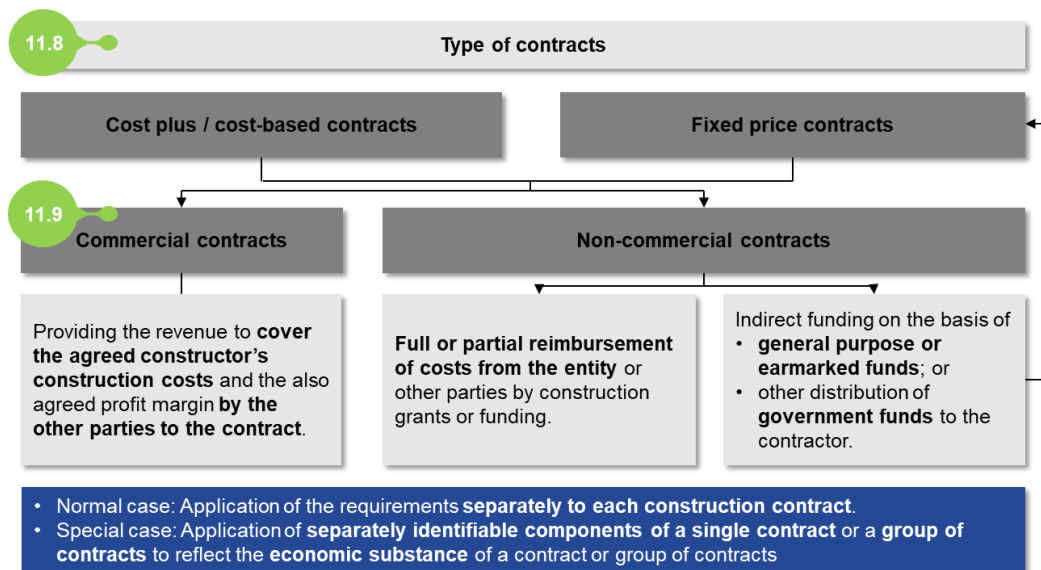 11.8
Type of contracts
Cost plus / cost-based contracts
Fixed price contracts
11.9
Commercial contracts
Non-commercial contracts
Providing the revenue to cover
the agreed constructor's
construction costs and the also
agreed profit margin by the
other parties to the contract.
Full or partial reimbursement
of costs from the entity or
other parties by construction
grants or funding.
Indirect funding on the basis of
• general purpose or
earmarked funds; or
• other distribution of
government funds to the
contractor.
• Normal case: Application of the requirements separately to each construction contract.
• Special case: Application of separately identifiable components of a single contract or a group of
contracts to reflect the economic substance of a contract or group of contracts